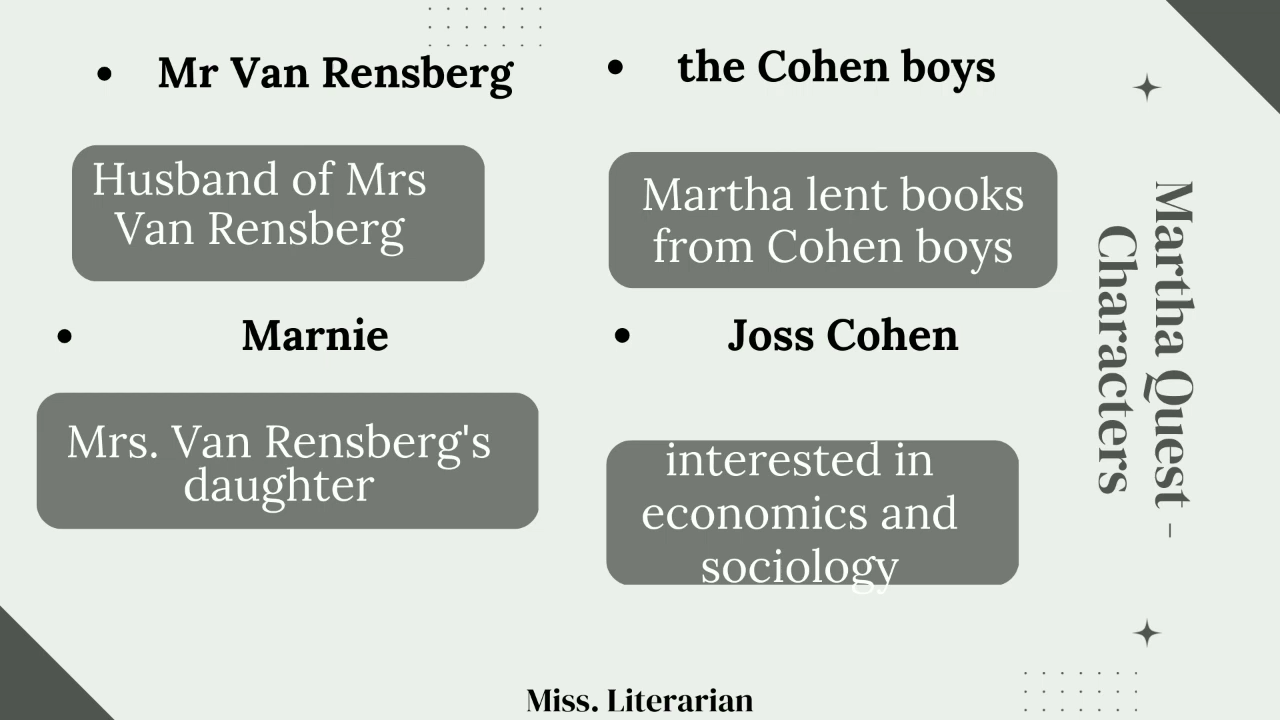 • Mr Van Rensberg
Husband of Mrs
Van Rensberg
• the Cohen boys
Martha lent books
from Cohen boys
• Marnie
Mrs. Van Rensberg's
daughter
• Joss Cohen
interested in
economics and
sociology
Martha Quest –
Characters
Miss. Literarian